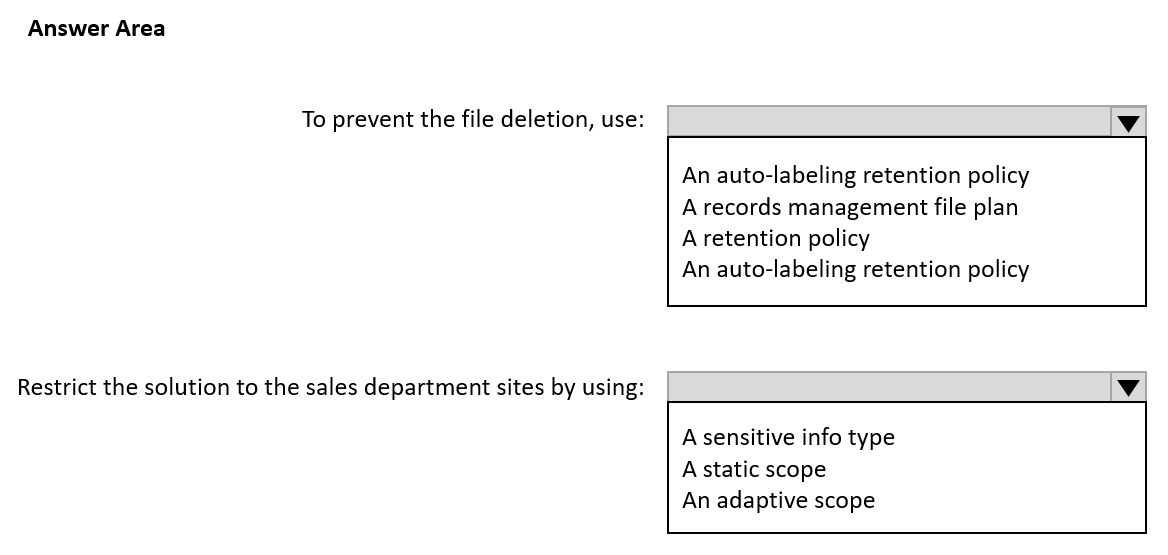 Answer Area
To prevent the file deletion, use:
An auto-labeling retention policy
A records management file plan
A retention policy
An auto-labeling retention policy
Restrict the solution to the sales department sites by using:
A sensitive info type
A static scope
An adaptive scope